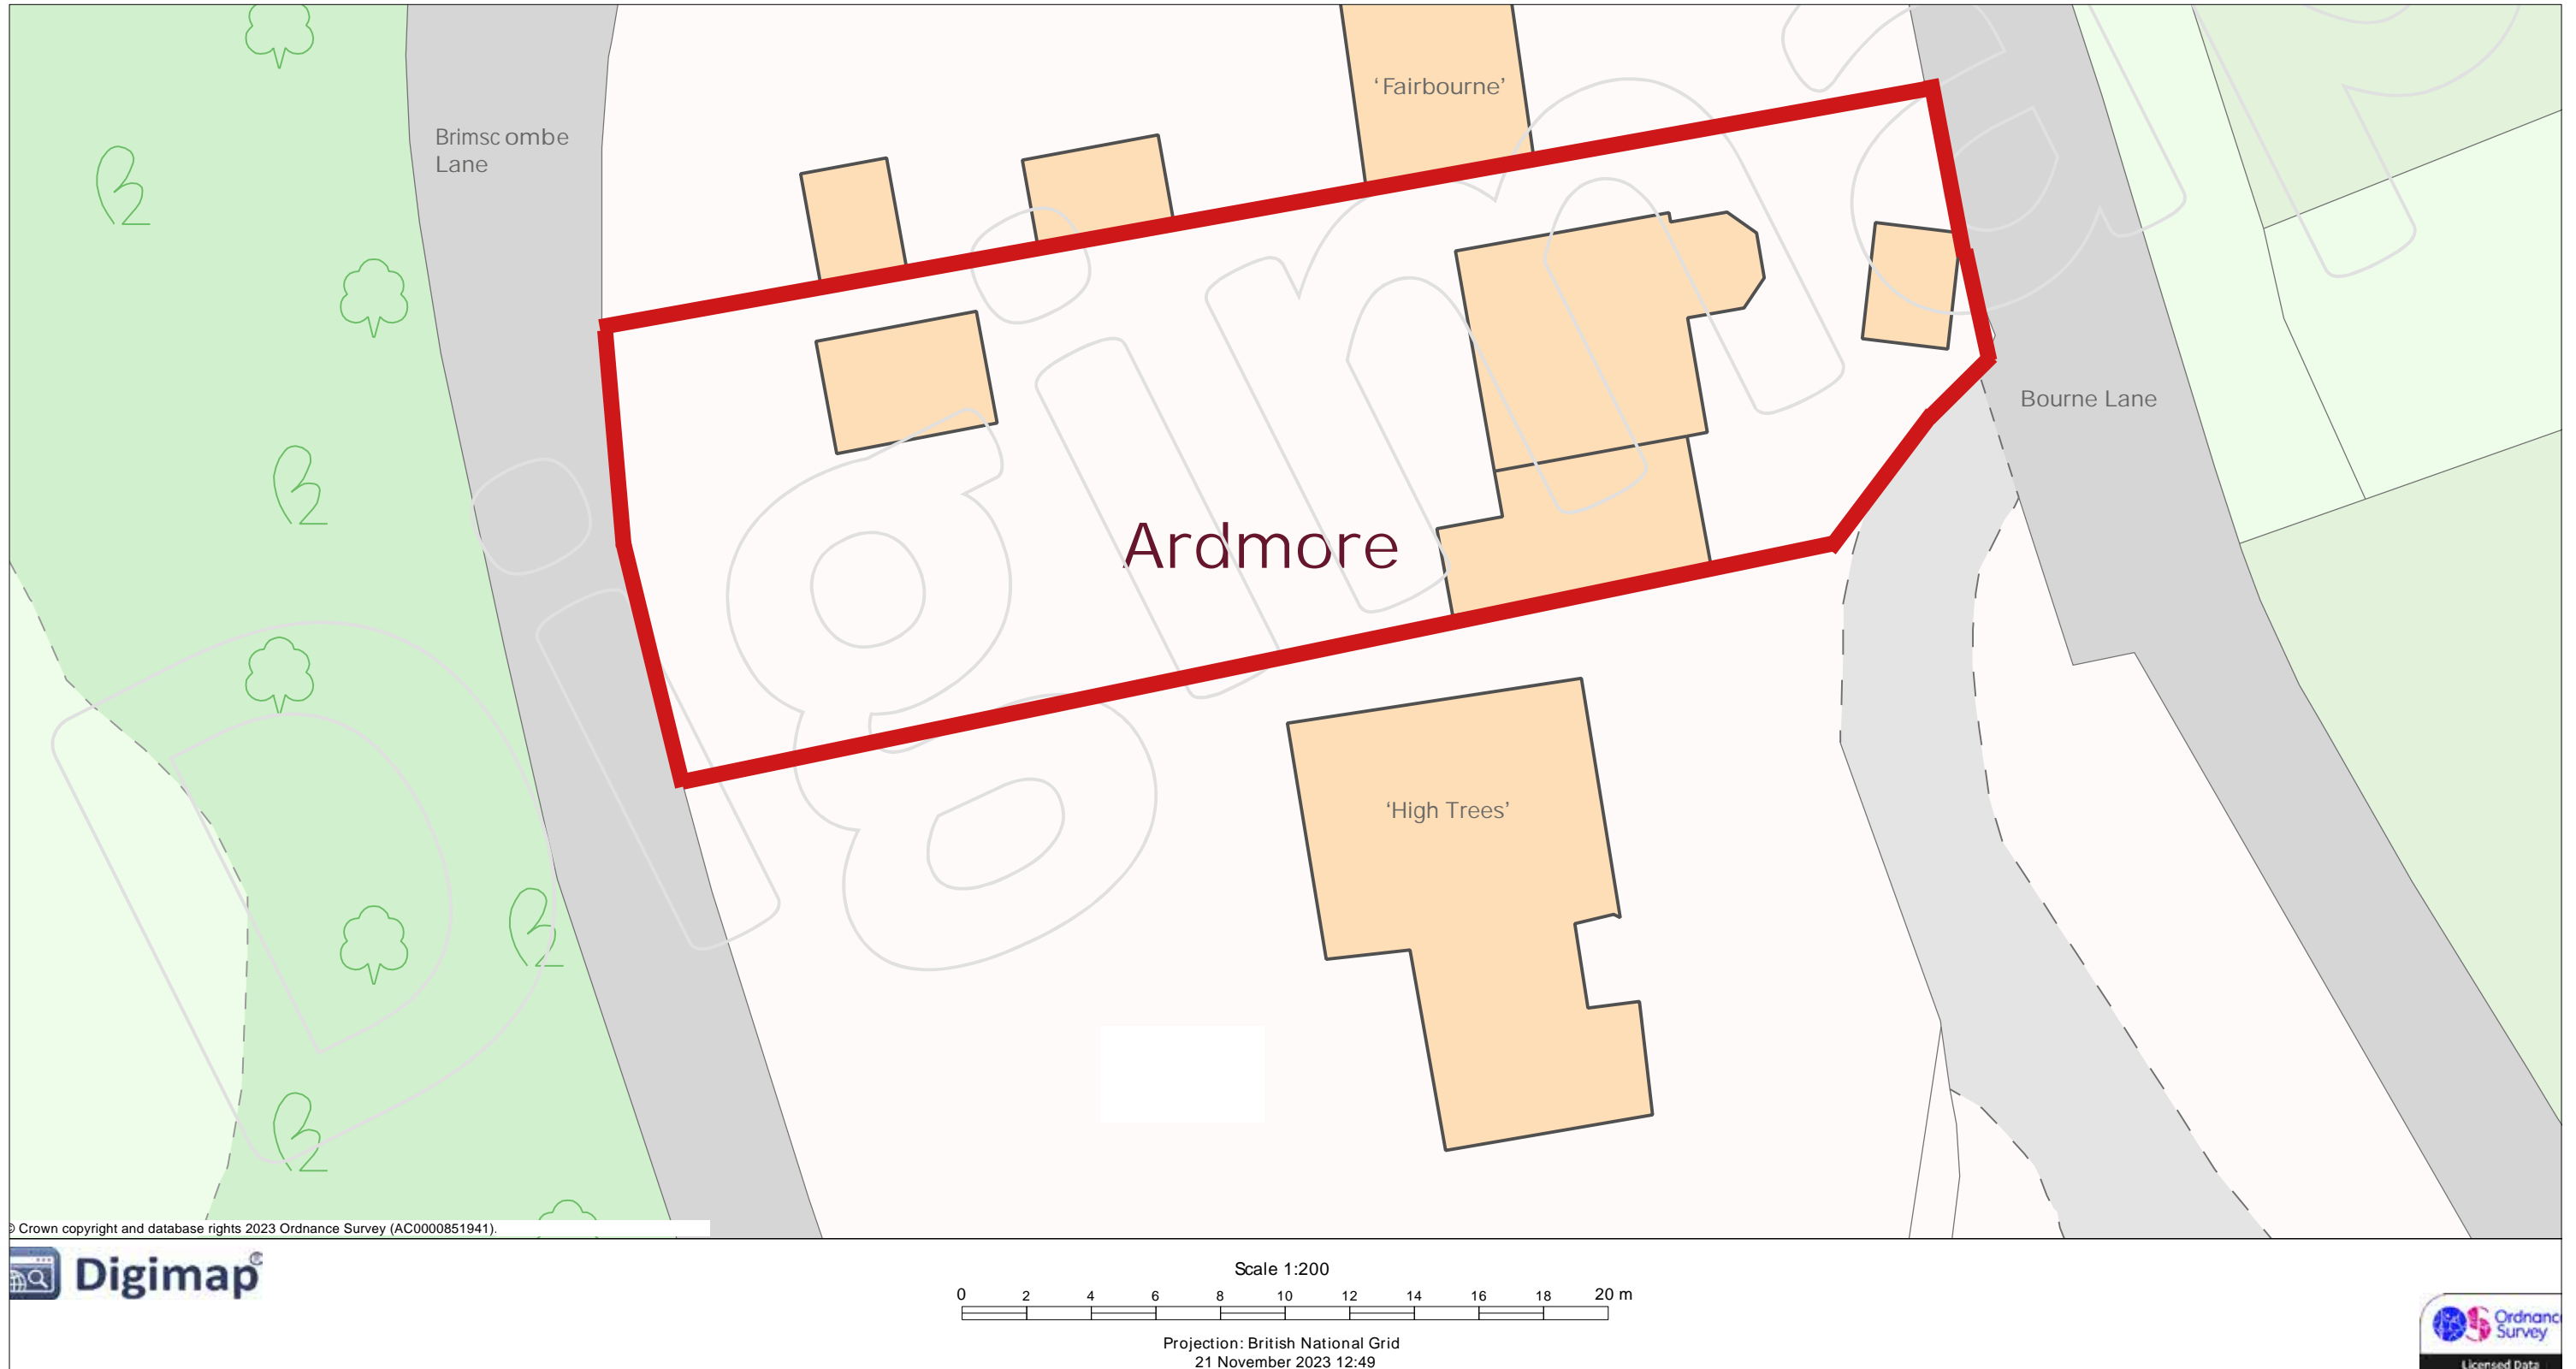 'Fairbourne'
Brimscombe
Lane
Bourne Lane
Ardmore
'High Trees'
© Crown copyright and database rights 2023 Ordnance Survey (AC0000851941).
Digimap®
Scale 1:200
0 2 4 6 8 10 12 14 16 18 20 m
Projection: British National Grid
21 November 2023 12:49
Ordnance
Survey
Licensed Data